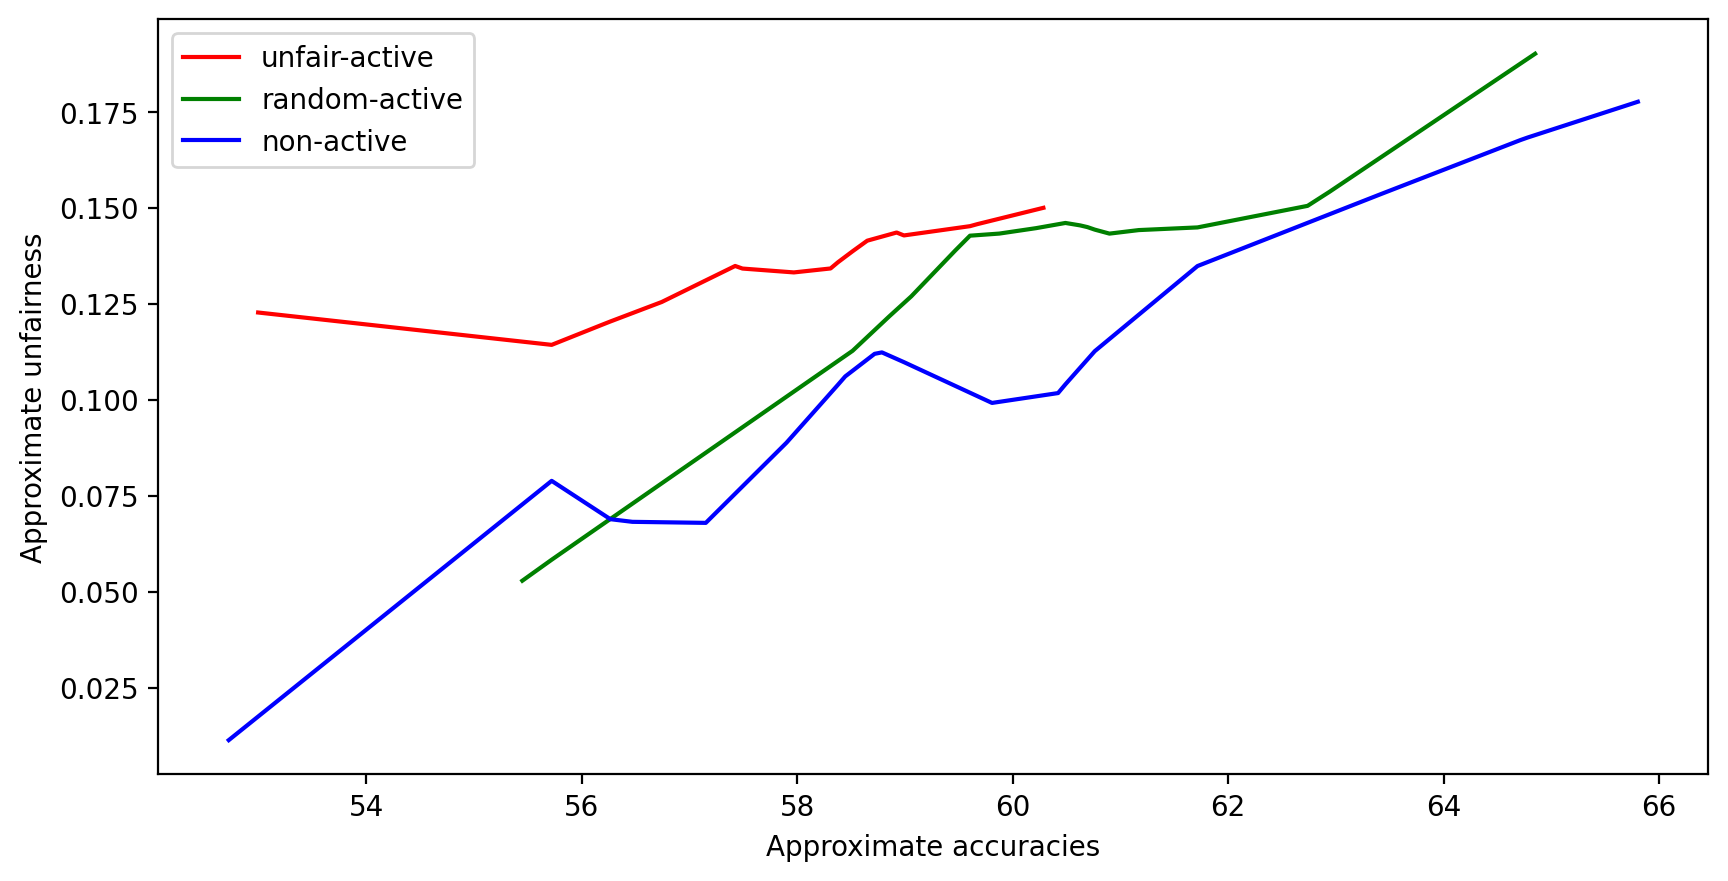 unfair-active
random-active
non-active
0.175
0.150
0.125
0.100
0.075
0.050
0.025
Approximate unfairness
54 56 58 60 62 64 66
Approximate accuracies